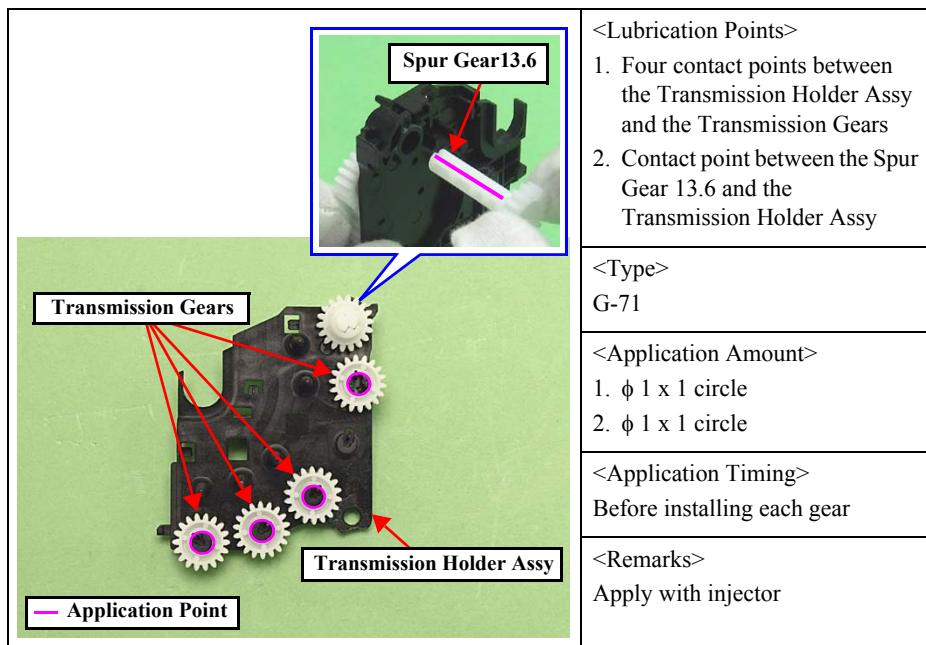 Spur Gear13.6
Transmission Gears
Transmission Holder Assy
Application Point
<Lubrication Points>
1. Four contact points between
the Transmission Holder Assy
and the Transmission Gears
2. Contact point between the Spur
Gear 13.6 and the
Transmission Holder Assy
<Type>
G-71
<Application Amount>
1. ϕ 1 x 1 circle
2. ϕ 1 x 1 circle
<Application Timing>
Before installing each gear
<Remarks>
Apply with injector